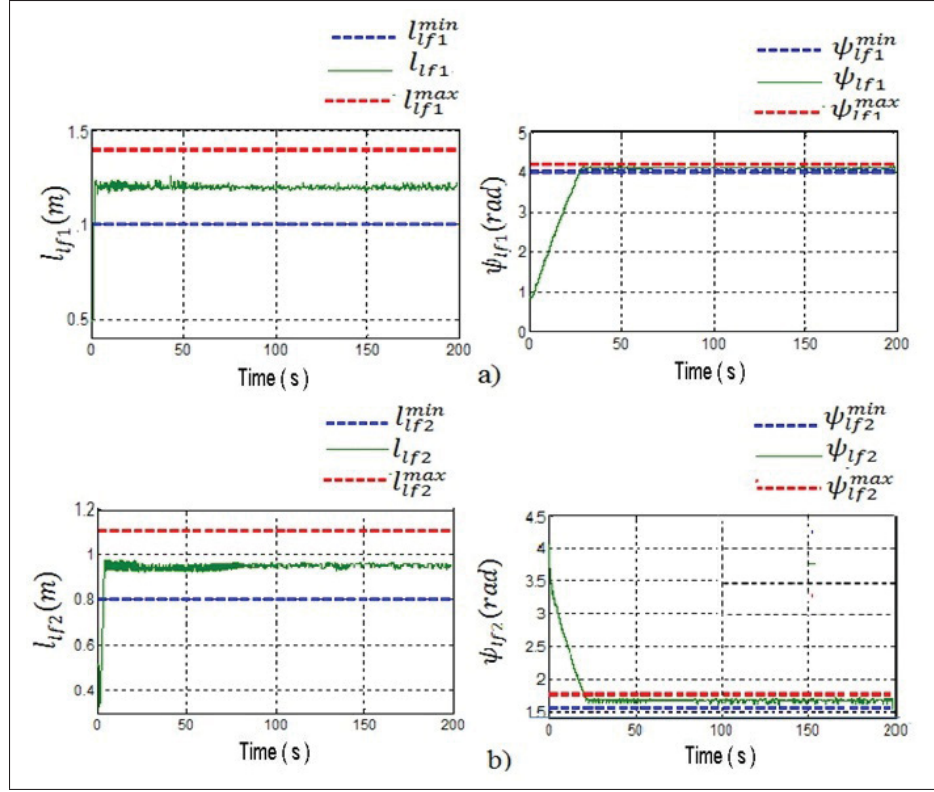 l_{lf1}^{min}
l_{lf1}
l_{lf1}^{max}
ψ_{lf1}^{min}
ψ_{lf1}
ψ_{lf1}^{max}
1.5
1
0.5
l_{lf1}(m)
0 50 100 150 200
Time ( s )
5
4
3
2
1
0
ψ_{lf1}(rad)
0 50 100 150 200
Time ( s )
a)
l_{lf2}^{min}
l_{lf2}
l_{lf2}^{max}
ψ_{lf2}^{min}
ψ_{lf2}
ψ_{lf2}^{max}
1.2
1
0.8
0.6
0.4
l_{lf2}(m)
0 50 100 150 200
Time ( s )
4.5
4
3.5
3
2.5
2
1.5
ψ_{lf2}(rad)
0 50 100 150 200
Time ( s )
b)